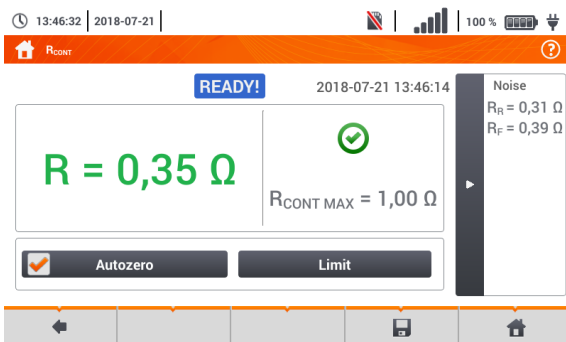 13:46:32 2018-07-21 100 %
RCONT
READY! 2018-07-21 13:46:14
Noise
RR = 0,31 Ω
RF = 0,39 Ω
R = 0,35 Ω
RCONT MAX = 1,00 Ω
Autozero Limit